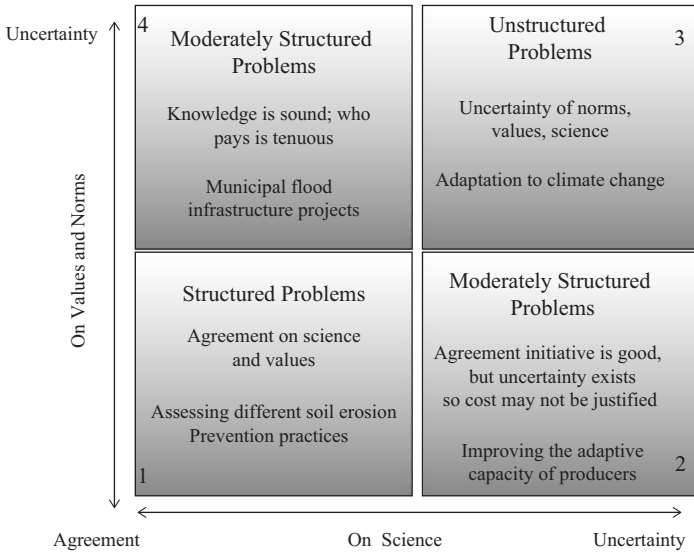 Uncertainty
4
Moderately Structured
Problems
Knowledge is sound; who
pays is tenuous
Municipal flood
infrastructure projects
Unstructured
Problems
3
Uncertainty of norms,
values, science
Adaptation to climate change
On Values and Norms
Structured Problems
Agreement on science
and values
Assessing different soil erosion
Prevention practices
1
Moderately Structured
Problems
Agreement initiative is good,
but uncertainty exists
so cost may not be justified
Improving the adaptive
capacity of producers
2
Agreement
On Science
Uncertainty